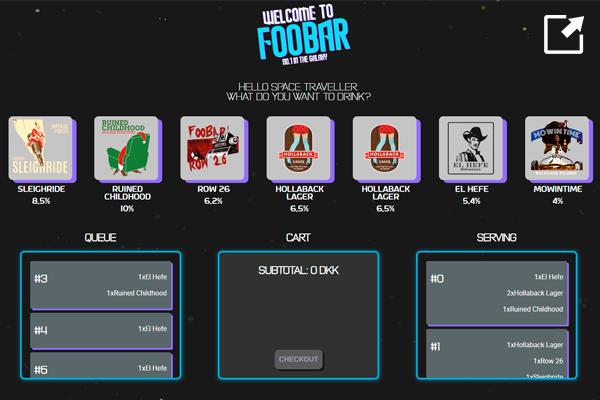 WELCOME TO
FOOBAR
NO.1 IN THE GALAXY
HELLO SPACE TRAVELLER
WHAT DO YOU WANT TO DRINK?
SLEIGHRIDE
RUINED
CHILDHOOD
FOOBAR
ROW '26
HOLLABACK
LAGER
HOLLABACK
LAGER
EL HEFE
MOWINTIME
SLEIGHRIDE
8,5%
RUINED
CHILDHOOD
10%
ROW 26
6,2%
HOLLABACK
LAGER
6,5%
HOLLABACK
LAGER
6,5%
EL HEFE
5,4%
MOWINTIME
4%
QUEUE
#3
1xEl Hefe
1xRuined Childhood
#4
1xEl Hefe
#5
1xEl Hefe
CART
SUBTOTAL: 0 DKK
CHECKOUT
SERVING
#0
1xEl Hefe
2xHollaback Lager
1xRuined Childhood
#1
1xHollaback Lager
1xRow 26
1xSleighride